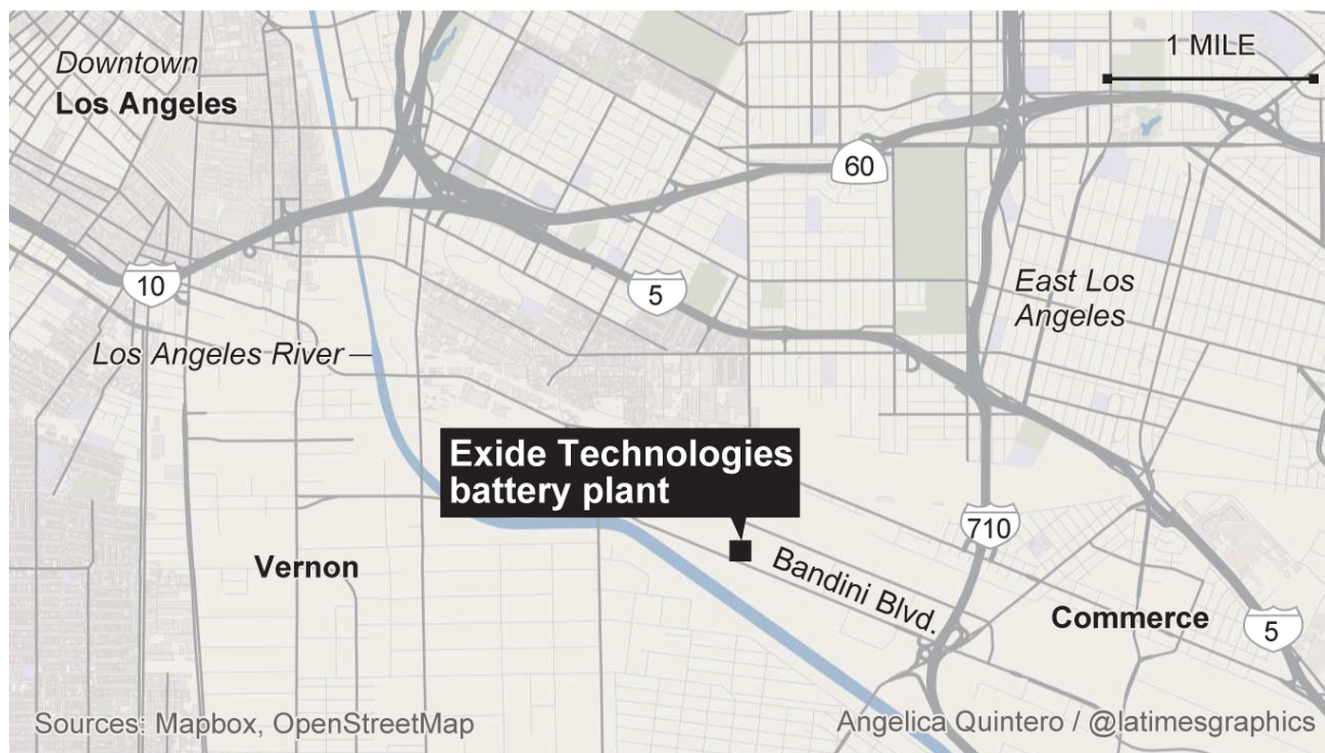 Downtown
Los Angeles
1 MILE
60
10
5
East Los
Angeles
Los Angeles River
Exide Technologies
battery plant
710
Vernon
Bandini Blvd.
Commerce
5
Sources: Mapbox, OpenStreetMap
Angelica Quintero / @latimesgraphics